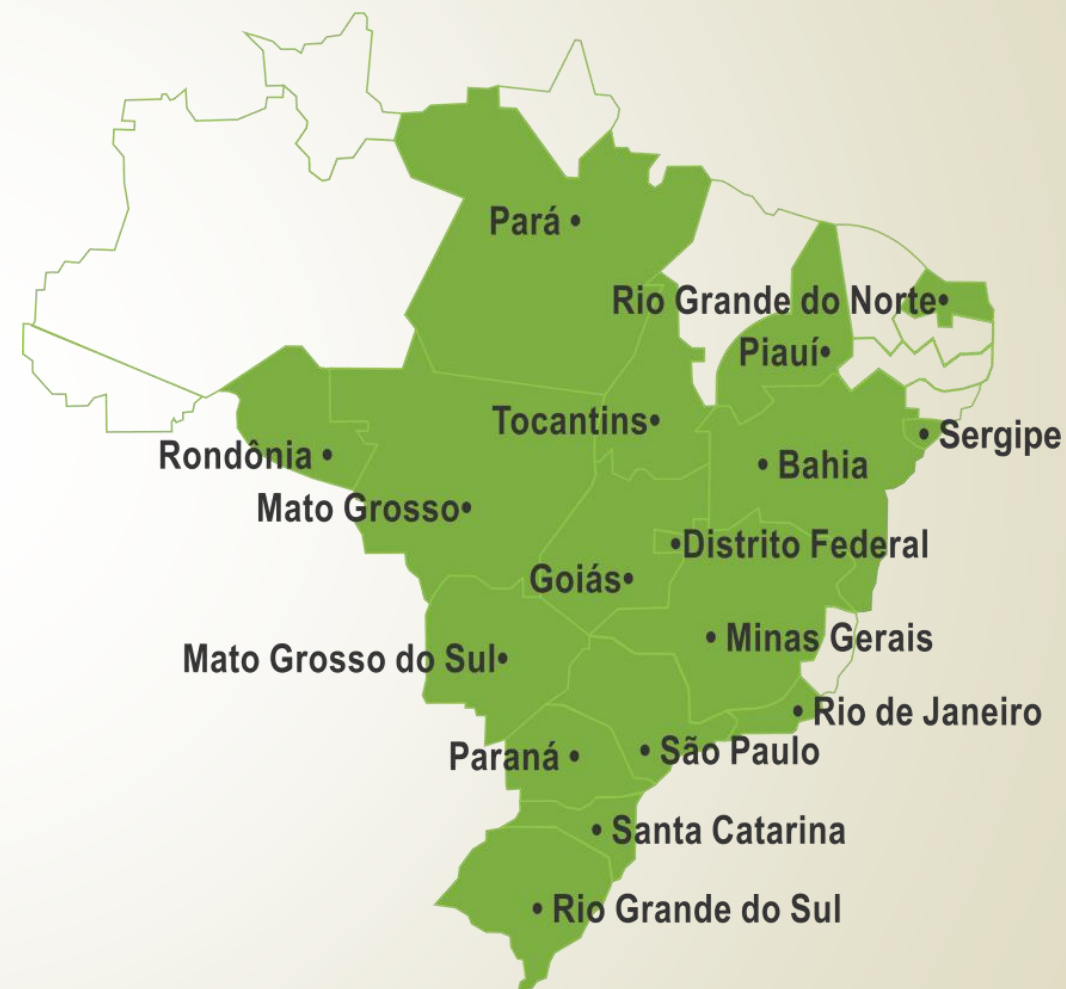 Pará •
Rio Grande do Norte•
Piauí•
Tocantins•
• Sergipe
Rondônia •
• Bahia
Mato Grosso•
•Distrito Federal
Goiás•
• Minas Gerais
Mato Grosso do Sul•
• Rio de Janeiro
Paraná •
• São Paulo
• Santa Catarina
• Rio Grande do Sul